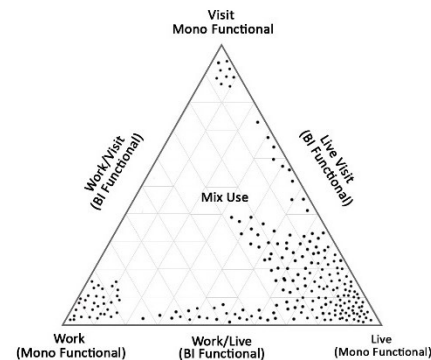 Visit
Mono Functional
Work/Visit
(BI Functional)
Live Visit
(BI Functional)
Mix Use
Work
(Mono Functional)
Work/Live
(BI Functional)
Live
(Mono Functional)